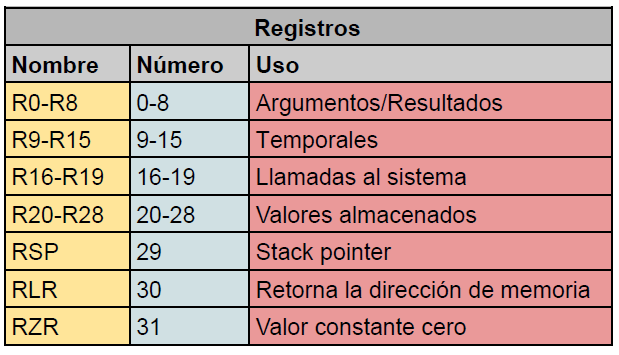 Registros
Nombre Número Uso
R0-R8 0-8 Argumentos/Resultados
R9-R15 9-15 Temporales
R16-R19 16-19 Llamadas al sistema
R20-R28 20-28 Valores almacenados
RSP 29 Stack pointer
RLR 30 Retorna la dirección de memoria
RZR 31 Valor constante cero